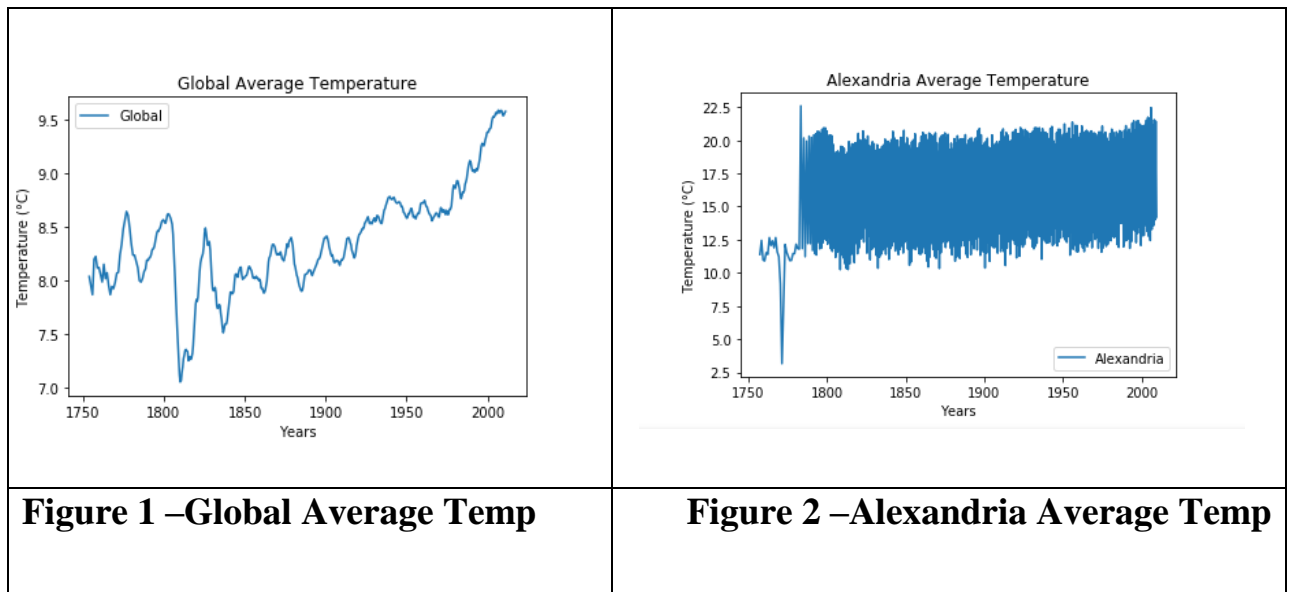 Global Average Temperature
Global
9.5
9.0
8.5
8.0
7.5
7.0
Temperature (°C)
1750 1800 1850 1900 1950 2000
Years
Alexandria Average Temperature
22.5
20.0
17.5
15.0
12.5
10.0
7.5
5.0
2.5
Temperature (°C)
Alexandria
1750 1800 1850 1900 1950 2000
Years
Figure 1 –Global Average Temp
Figure 2 –Alexandria Average Temp